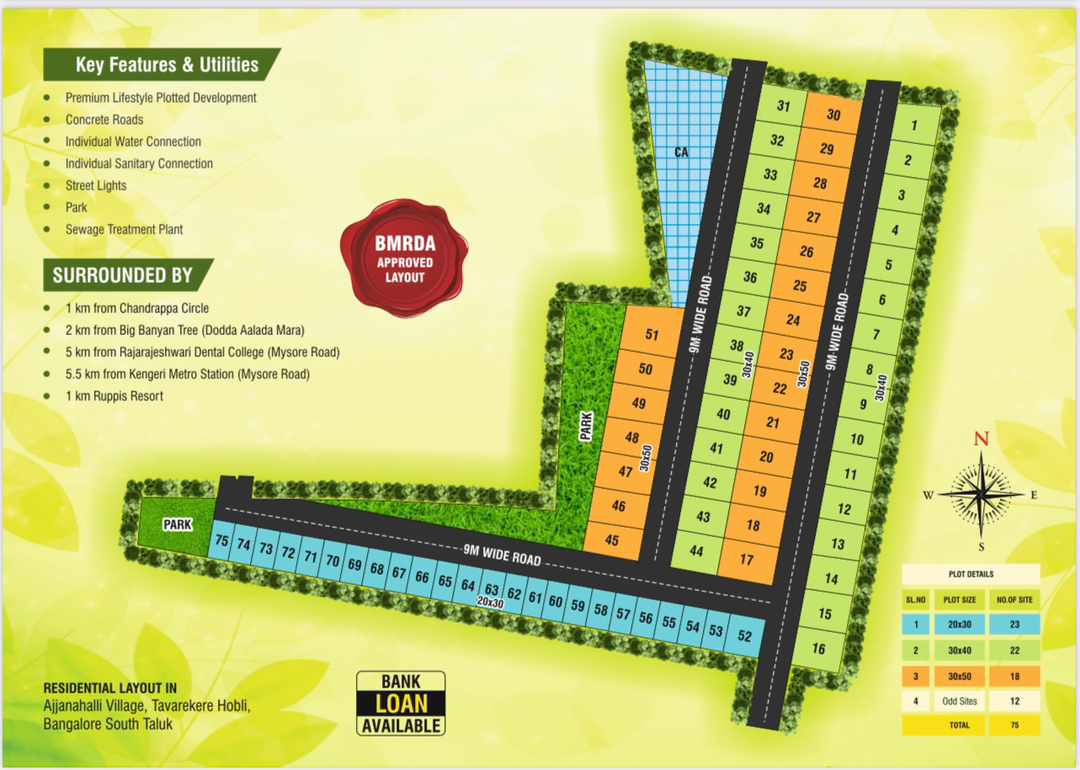 Key Features & Utilities
Premium Lifestyle Plotted Development
Concrete Roads
Individual Water Connection
Individual Sanitary Connection
Street Lights
Park
Sewage Treatment Plant
SURROUNDED BY
1 km from Chandrappa Circle
2 km from Big Banyan Tree (Dodda Aalada Mara)
5 km from Rajarajeshwari Dental College (Mysore Road)
5.5 km from Kengeri Metro Station (Mysore Road)
1 km Ruppis Resort
BMRDA
APPROVED
LAYOUT
RESIDENTIAL LAYOUT IN
Ajjanahalli Village, Tavarekere Hobli,
Bangalore South Taluk
BANK
LOAN
AVAILABLE
CA
9M WIDE ROAD
31
32
33
34
35
36
37
38
39
40
41
42
43
44
30x40
30
29
28
27
26
25
24
23
22
21
20
19
18
17
30x50
9M WIDE ROAD
1
2
3
4
5
6
7
8
9
10
11
12
13
14
15
16
30x40
PARK
51
50
49
48
47
46
45
30x50
PARK
9M WIDE ROAD
75 74 73 72 71 70 69 68 67 66 65 64 63 62 61 60 59 58 57 56 55 54 53 52
20x30
N
W E
S
PLOT DETAILS
SL.NO PLOT SIZE NO.OF SITE
1 20x30 23
2 30x40 22
3 30x50 18
4 Odd Sites 12
TOTAL 75